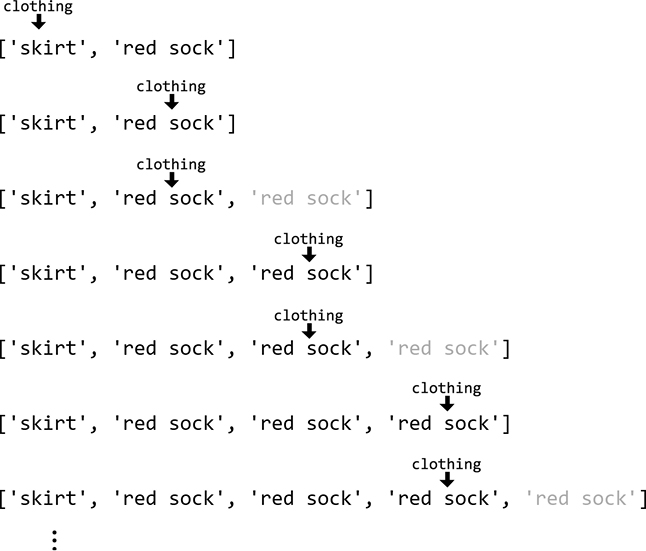 clothing
['skirt', 'red sock']
clothing
['skirt', 'red sock']
clothing
['skirt', 'red sock', 'red sock']
clothing
['skirt', 'red sock', 'red sock']
clothing
['skirt', 'red sock', 'red sock', 'red sock']
clothing
['skirt', 'red sock', 'red sock', 'red sock']
clothing
['skirt', 'red sock', 'red sock', 'red sock', 'red sock']
⋮